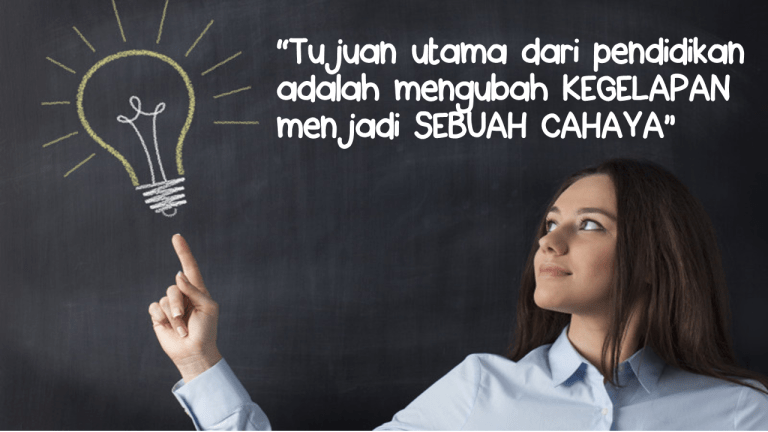 "Tujuan utama dari pendidikan
adalah mengubah KEGELAPAN
menjadi SEBUAH CAHAYA"